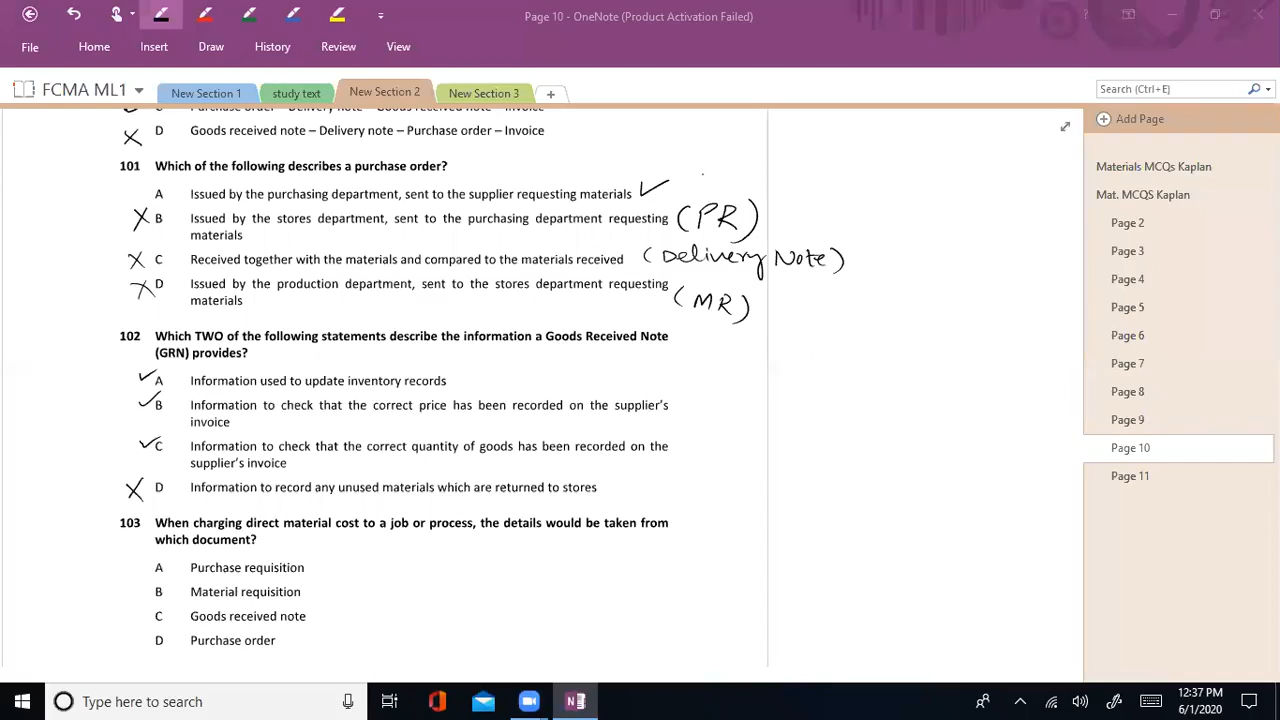 Page 10 - OneNote (Product Activation Failed)
File Home Insert Draw History Review View
FCMA ML1 New Section 1 study text New Section 2 New Section 3
Search (Ctrl+E)
Add Page
Materials MCQs Kaplan
Mat. MCQS Kaplan
Page 2
Page 3
Page 4
Page 5
Page 6
Page 7
Page 8
Page 9
Page 10
Page 11
Purchase order – Delivery note – Goods received note – Invoice
D Goods received note – Delivery note – Purchase order – Invoice
101 Which of the following describes a purchase order?
A Issued by the purchasing department, sent to the supplier requesting materials
B Issued by the stores department, sent to the purchasing department requesting (PR)
materials
C Received together with the materials and compared to the materials received (Delivery Note)
D Issued by the production department, sent to the stores department requesting
materials (MR)
102 Which TWO of the following statements describe the information a Goods Received Note
(GRN) provides?
A Information used to update inventory records
B Information to check that the correct price has been recorded on the supplier's
invoice
C Information to check that the correct quantity of goods has been recorded on the
supplier's invoice
D Information to record any unused materials which are returned to stores
103 When charging direct material cost to a job or process, the details would be taken from
which document?
A Purchase requisition
B Material requisition
C Goods received note
D Purchase order
Type here to search
12:37 PM
6/1/2020